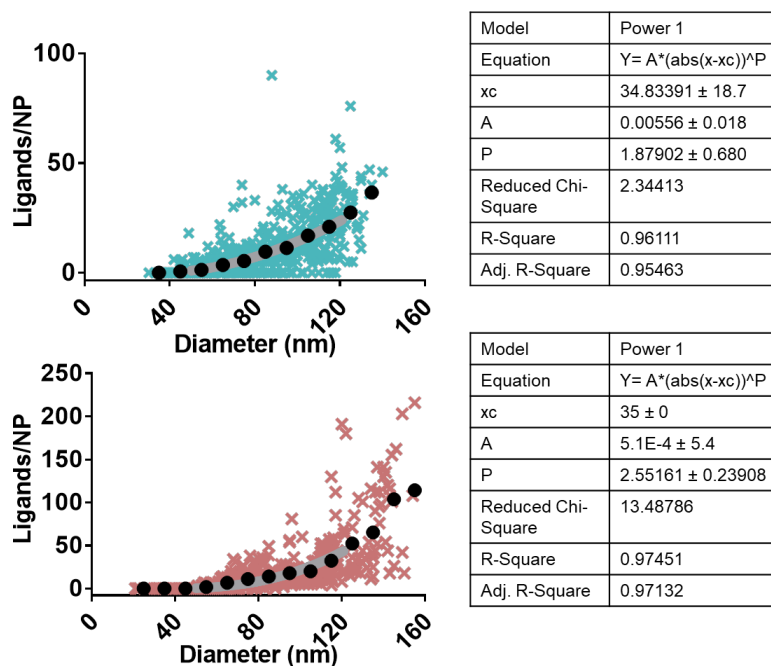 100
50
0
Ligands/NP
0
40
80
120
160
Diameter (nm)
Model Power 1
Equation Y= A*(abs(x-xc))^P
xc 34.83391 ± 18.7
A 0.00556 ± 0.018
P 1.87902 ± 0.680
Reduced Chi-
Square 2.34413
R-Square 0.96111
Adj. R-Square 0.95463
250
200
150
100
50
0
Ligands/NP
0
40
80
120
160
Diameter (nm)
Model Power 1
Equation Y= A*(abs(x-xc))^P
xc 35 ± 0
A 5.1E-4 ± 5.4
P 2.55161 ± 0.23908
Reduced Chi-
Square 13.48786
R-Square 0.97451
Adj. R-Square 0.97132